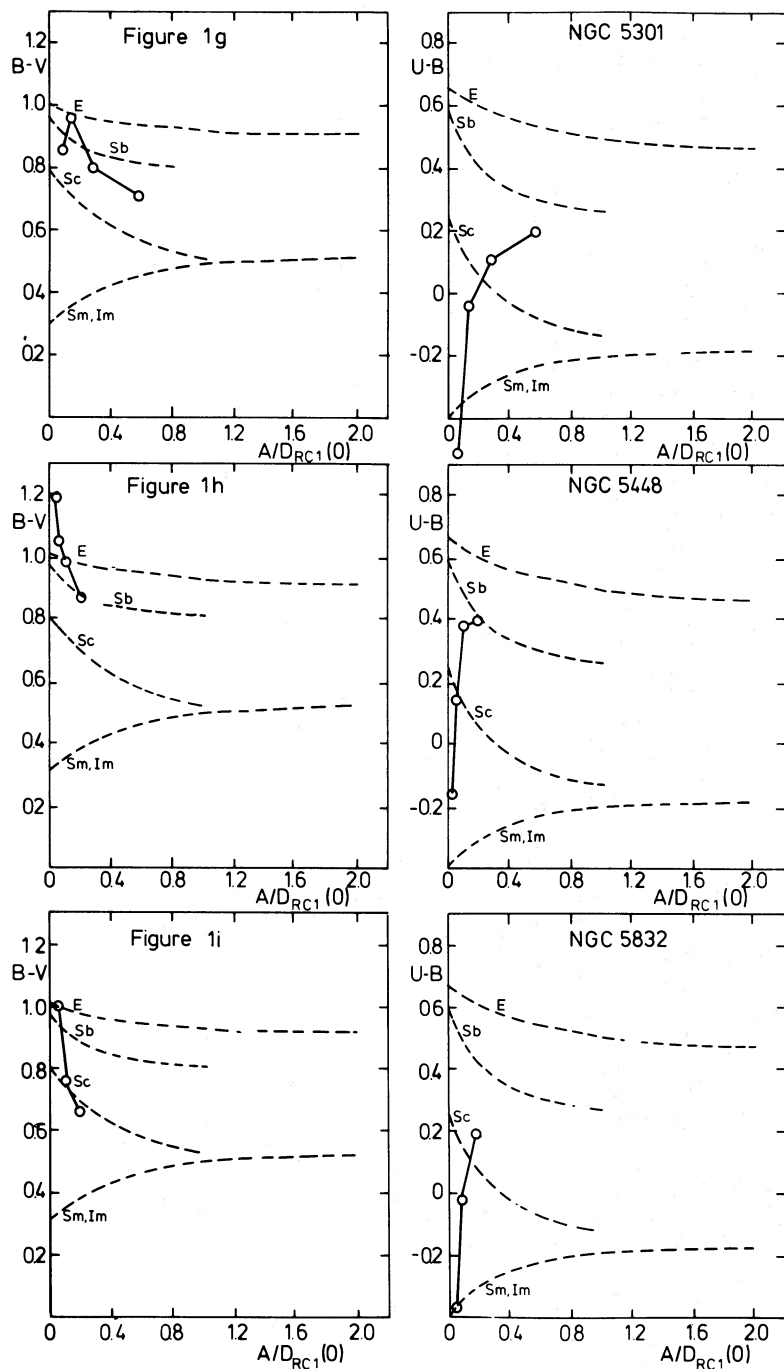 Figure 1g
B-V
1.2
1.0
0.8
0.6
0.4
0.2
E
Sb
Sc
Sm,Im
0 0.4 0.8 1.2 1.6 2.0
A/D_RC1(0)
NGC 5301
U-B
0.8
0.6
0.4
0.2
0
-0.2
E
Sb
Sc
Sm,Im
0 0.4 0.8 1.2 1.6 2.0
A/D_RC1(0)
Figure 1h
B-V
1.2
1.0
0.8
0.6
0.4
0.2
E
Sb
Sc
Sm,Im
0 0.4 0.8 1.2 1.6 2.0
A/D_RC1(0)
NGC 5448
U-B
0.8
0.6
0.4
0.2
0
-0.2
E
Sb
Sc
Sm,Im
0 0.4 0.8 1.2 1.6 2.0
A/D_RC1(0)
Figure 1i
B-V
1.2
1.0
0.8
0.6
0.4
0.2
E
Sb
Sc
Sm,Im
0 0.4 0.8 1.2 1.6 2.0
A/D_RC1(0)
NGC 5832
U-B
0.8
0.6
0.4
0.2
0
-0.2
E
Sb
Sc
Sm,Im
0 0.4 0.8 1.2 1.6 2.0
A/D_RC1(0)